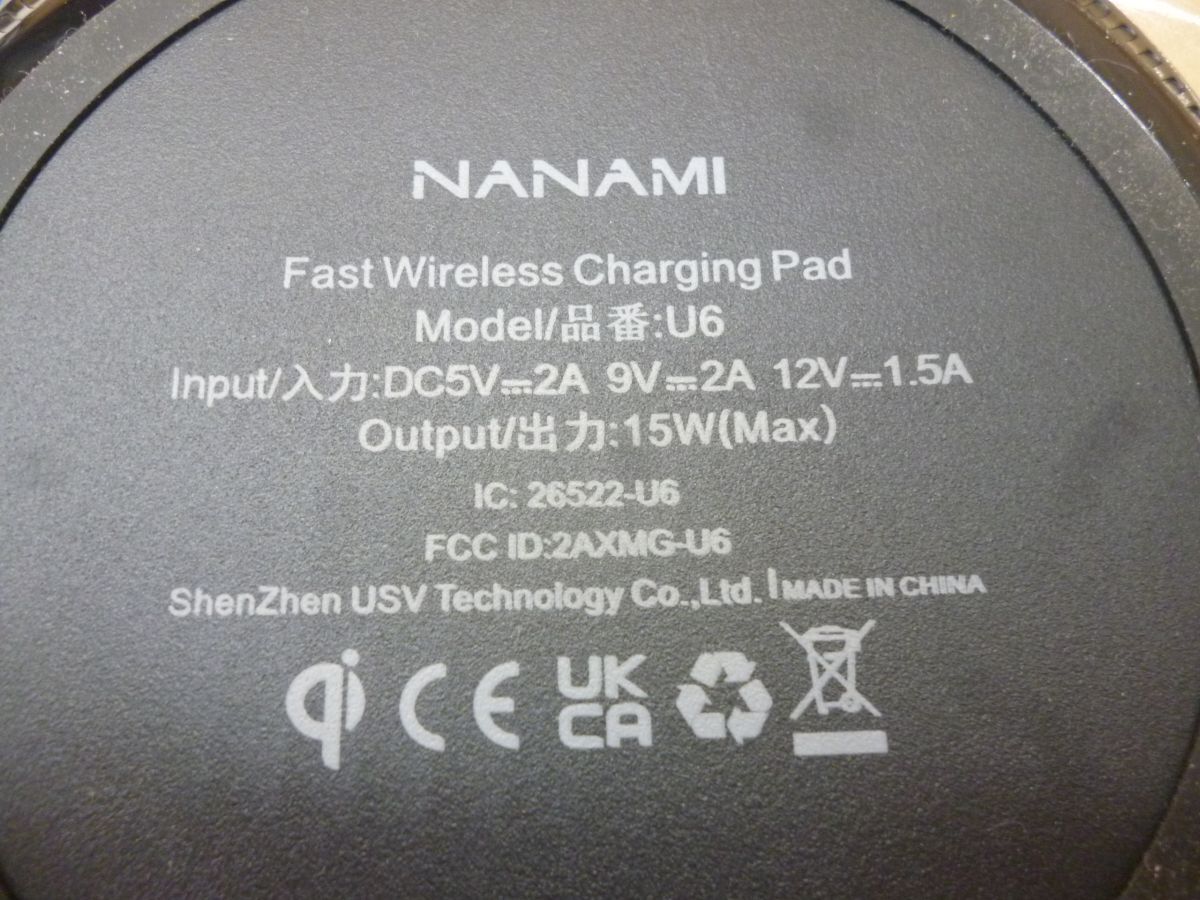 NANAMI
Fast Wireless Charging Pad
Model/品番:U6
Input/入力:DC5V⎓2A 9V⎓2A 12V⎓1.5A
Output/出力:15W(Max)
IC: 26522-U6
FCC ID:2AXMG-U6
ShenZhen USV Technology Co.,Ltd. | MADE IN CHINA
qi CE UK CA